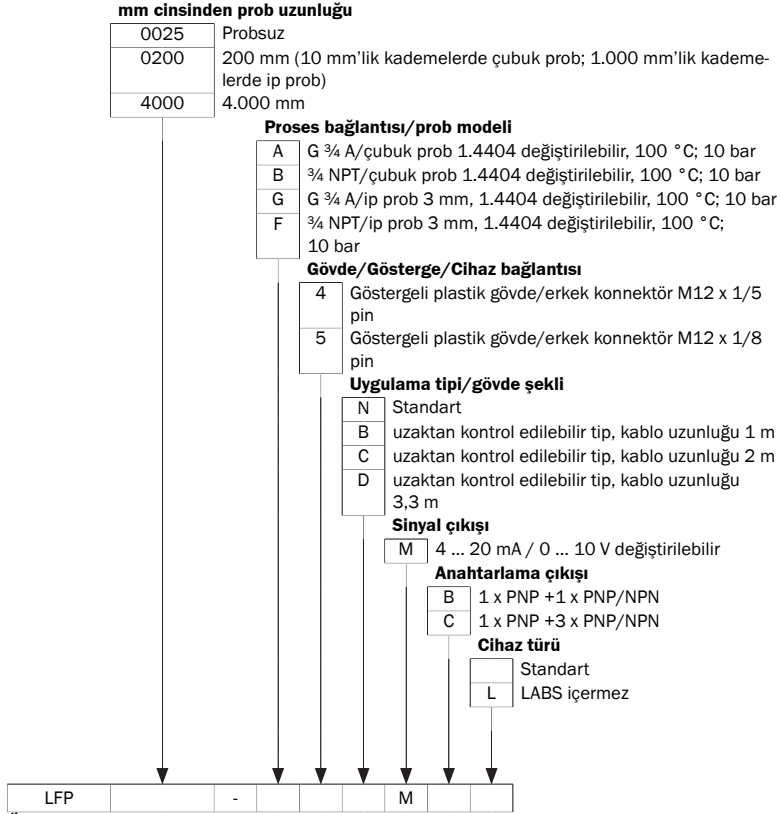 mm cinsinden prob uzunluğu
0025 Probsuz
0200 200 mm (10 mm’lik kademelerde çubuk prob; 1.000 mm’lik kademe-
lerde ip prob)
4000 4.000 mm
Proses bağlantısı/prob modeli
A G ¾ A/çubuk prob 1.4404 değiştirilebilir, 100 °C; 10 bar
B ¾ NPT/çubuk prob 1.4404 değiştirilebilir, 100 °C; 10 bar
G G ¾ A/ip prob 3 mm, 1.4404 değiştirilebilir, 100 °C; 10 bar
F ¾ NPT/ip prob 3 mm, 1.4404 değiştirilebilir, 100 °C;
10 bar
Gövde/Gösterge/Cihaz bağlantısı
4 Göstergeli plastik gövde/erkek konnektör M12 x 1/5
pin
5 Göstergeli plastik gövde/erkek konnektör M12 x 1/8
pin
Uygulama tipi/gövde şekli
N Standart
B uzaktan kontrol edilebilir tip, kablo uzunluğu 1 m
C uzaktan kontrol edilebilir tip, kablo uzunluğu 2 m
D uzaktan kontrol edilebilir tip, kablo uzunluğu
3,3 m
Sinyal çıkışı
M 4 ... 20 mA / 0 ... 10 V değiştirilebilir
Anahtarlama çıkışı
B 1 x PNP +1 x PNP/NPN
C 1 x PNP +3 x PNP/NPN
Cihaz türü
Standart
L LABS içermez
LFP - M